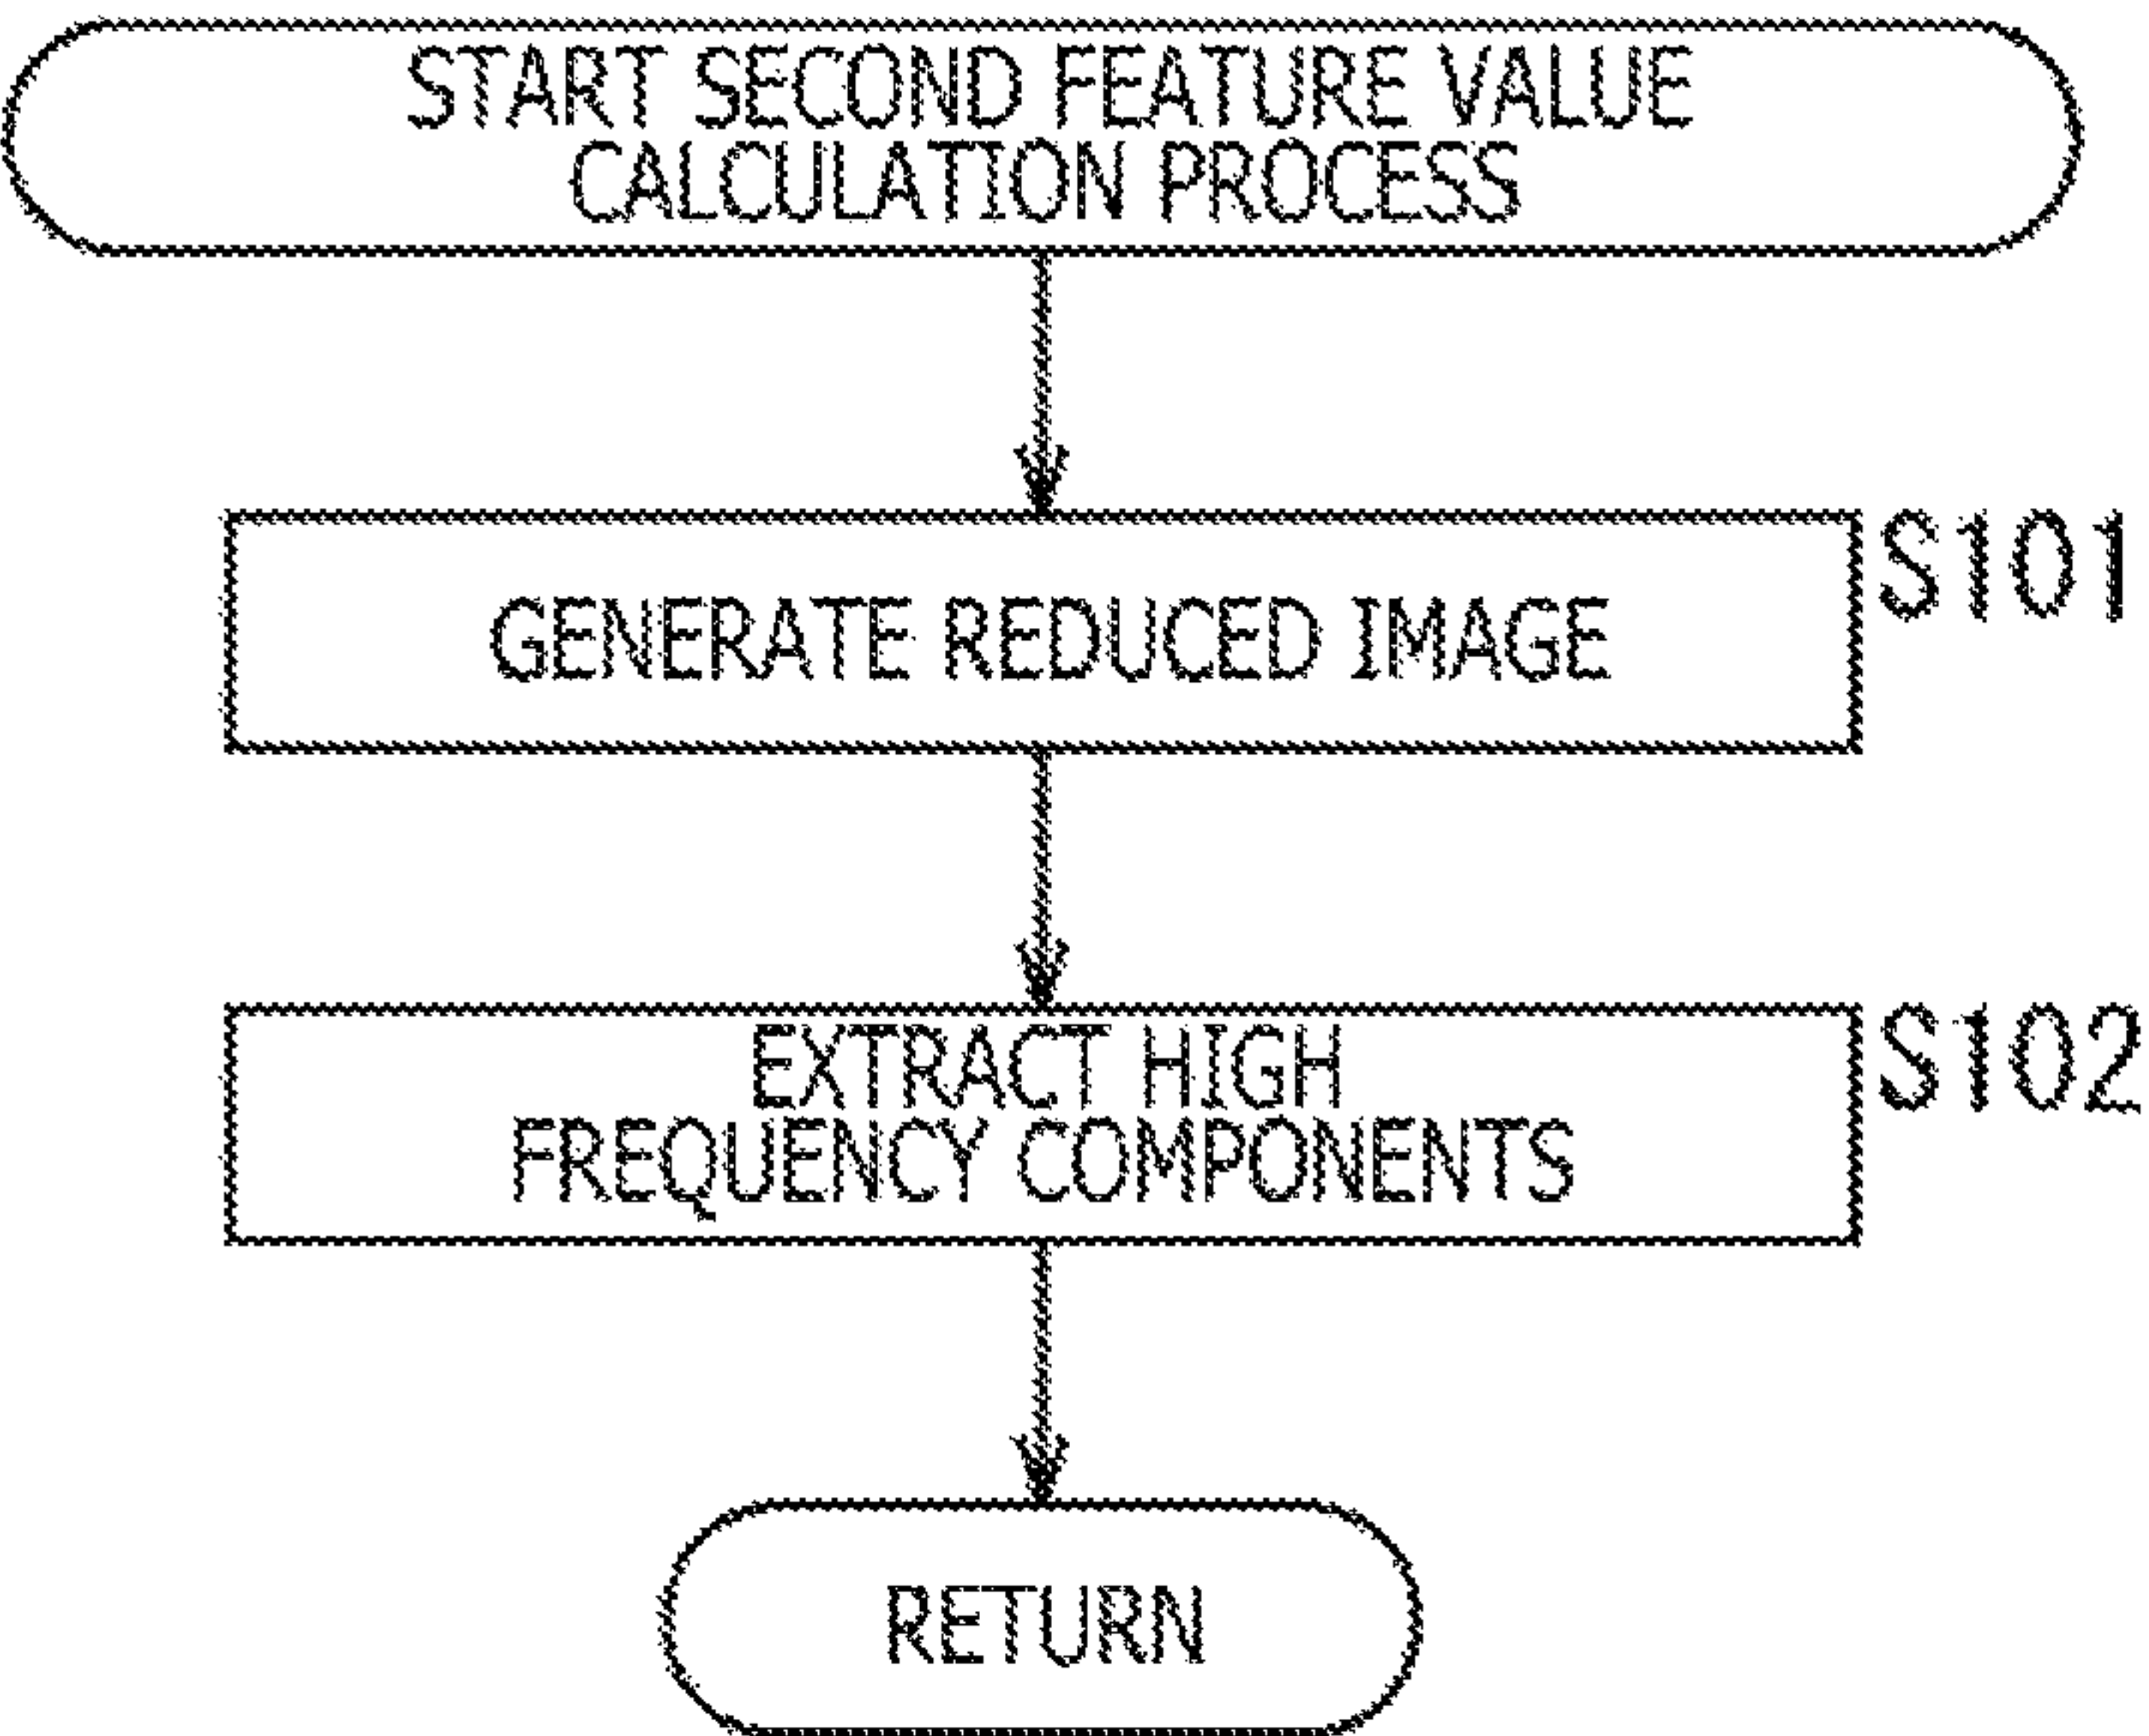 START SECOND FEATURE VALUE
CALCULATION PROCESS
S101
GENERATE REDUCED IMAGE
S102
EXTRACT HIGH
FREQUENCY COMPONENTS
RETURN